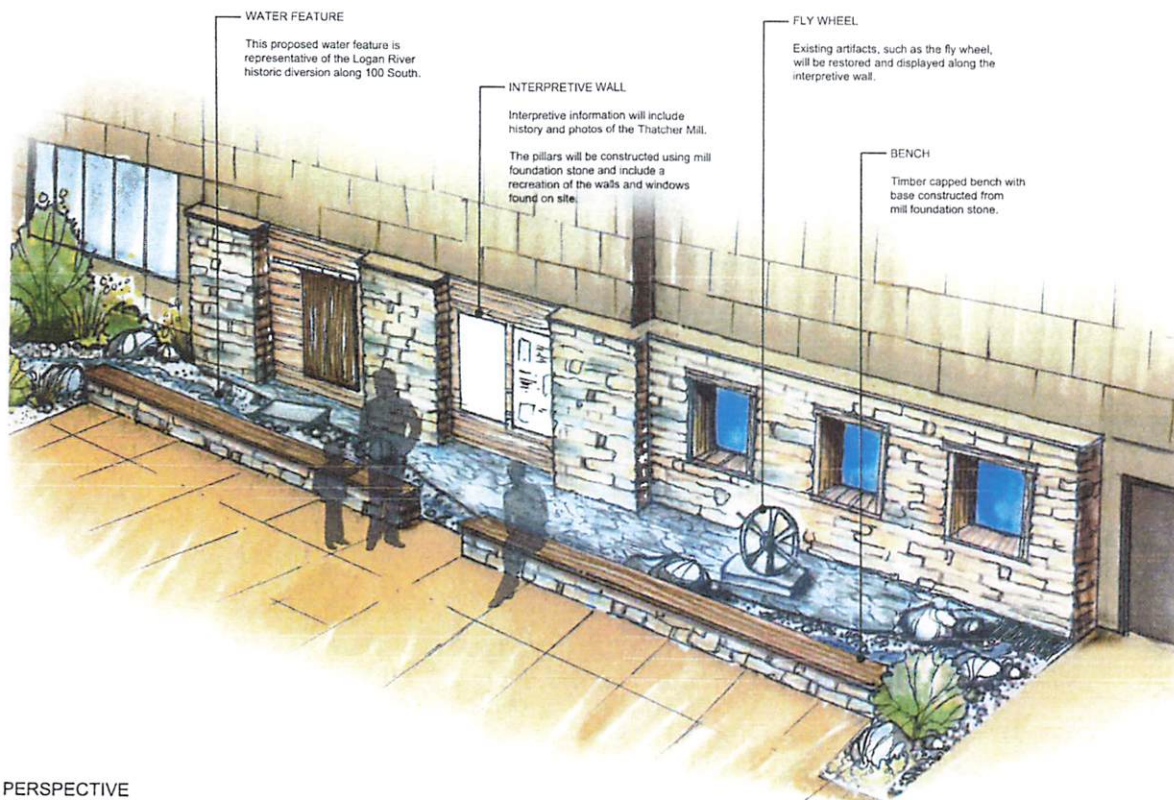 WATER FEATURE
This proposed water feature is
representative of the Logan River
historic diversion along 100 South.
INTERPRETIVE WALL
Interpretive information will include
history and photos of the Thatcher Mill.
The pillars will be constructed using mill
foundation stone and include a
recreation of the walls and windows
found on site.
FLY WHEEL
Existing artifacts, such as the fly wheel,
will be restored and displayed along the
interpretive wall.
BENCH
Timber capped bench with
base constructed from
mill foundation stone.
PERSPECTIVE